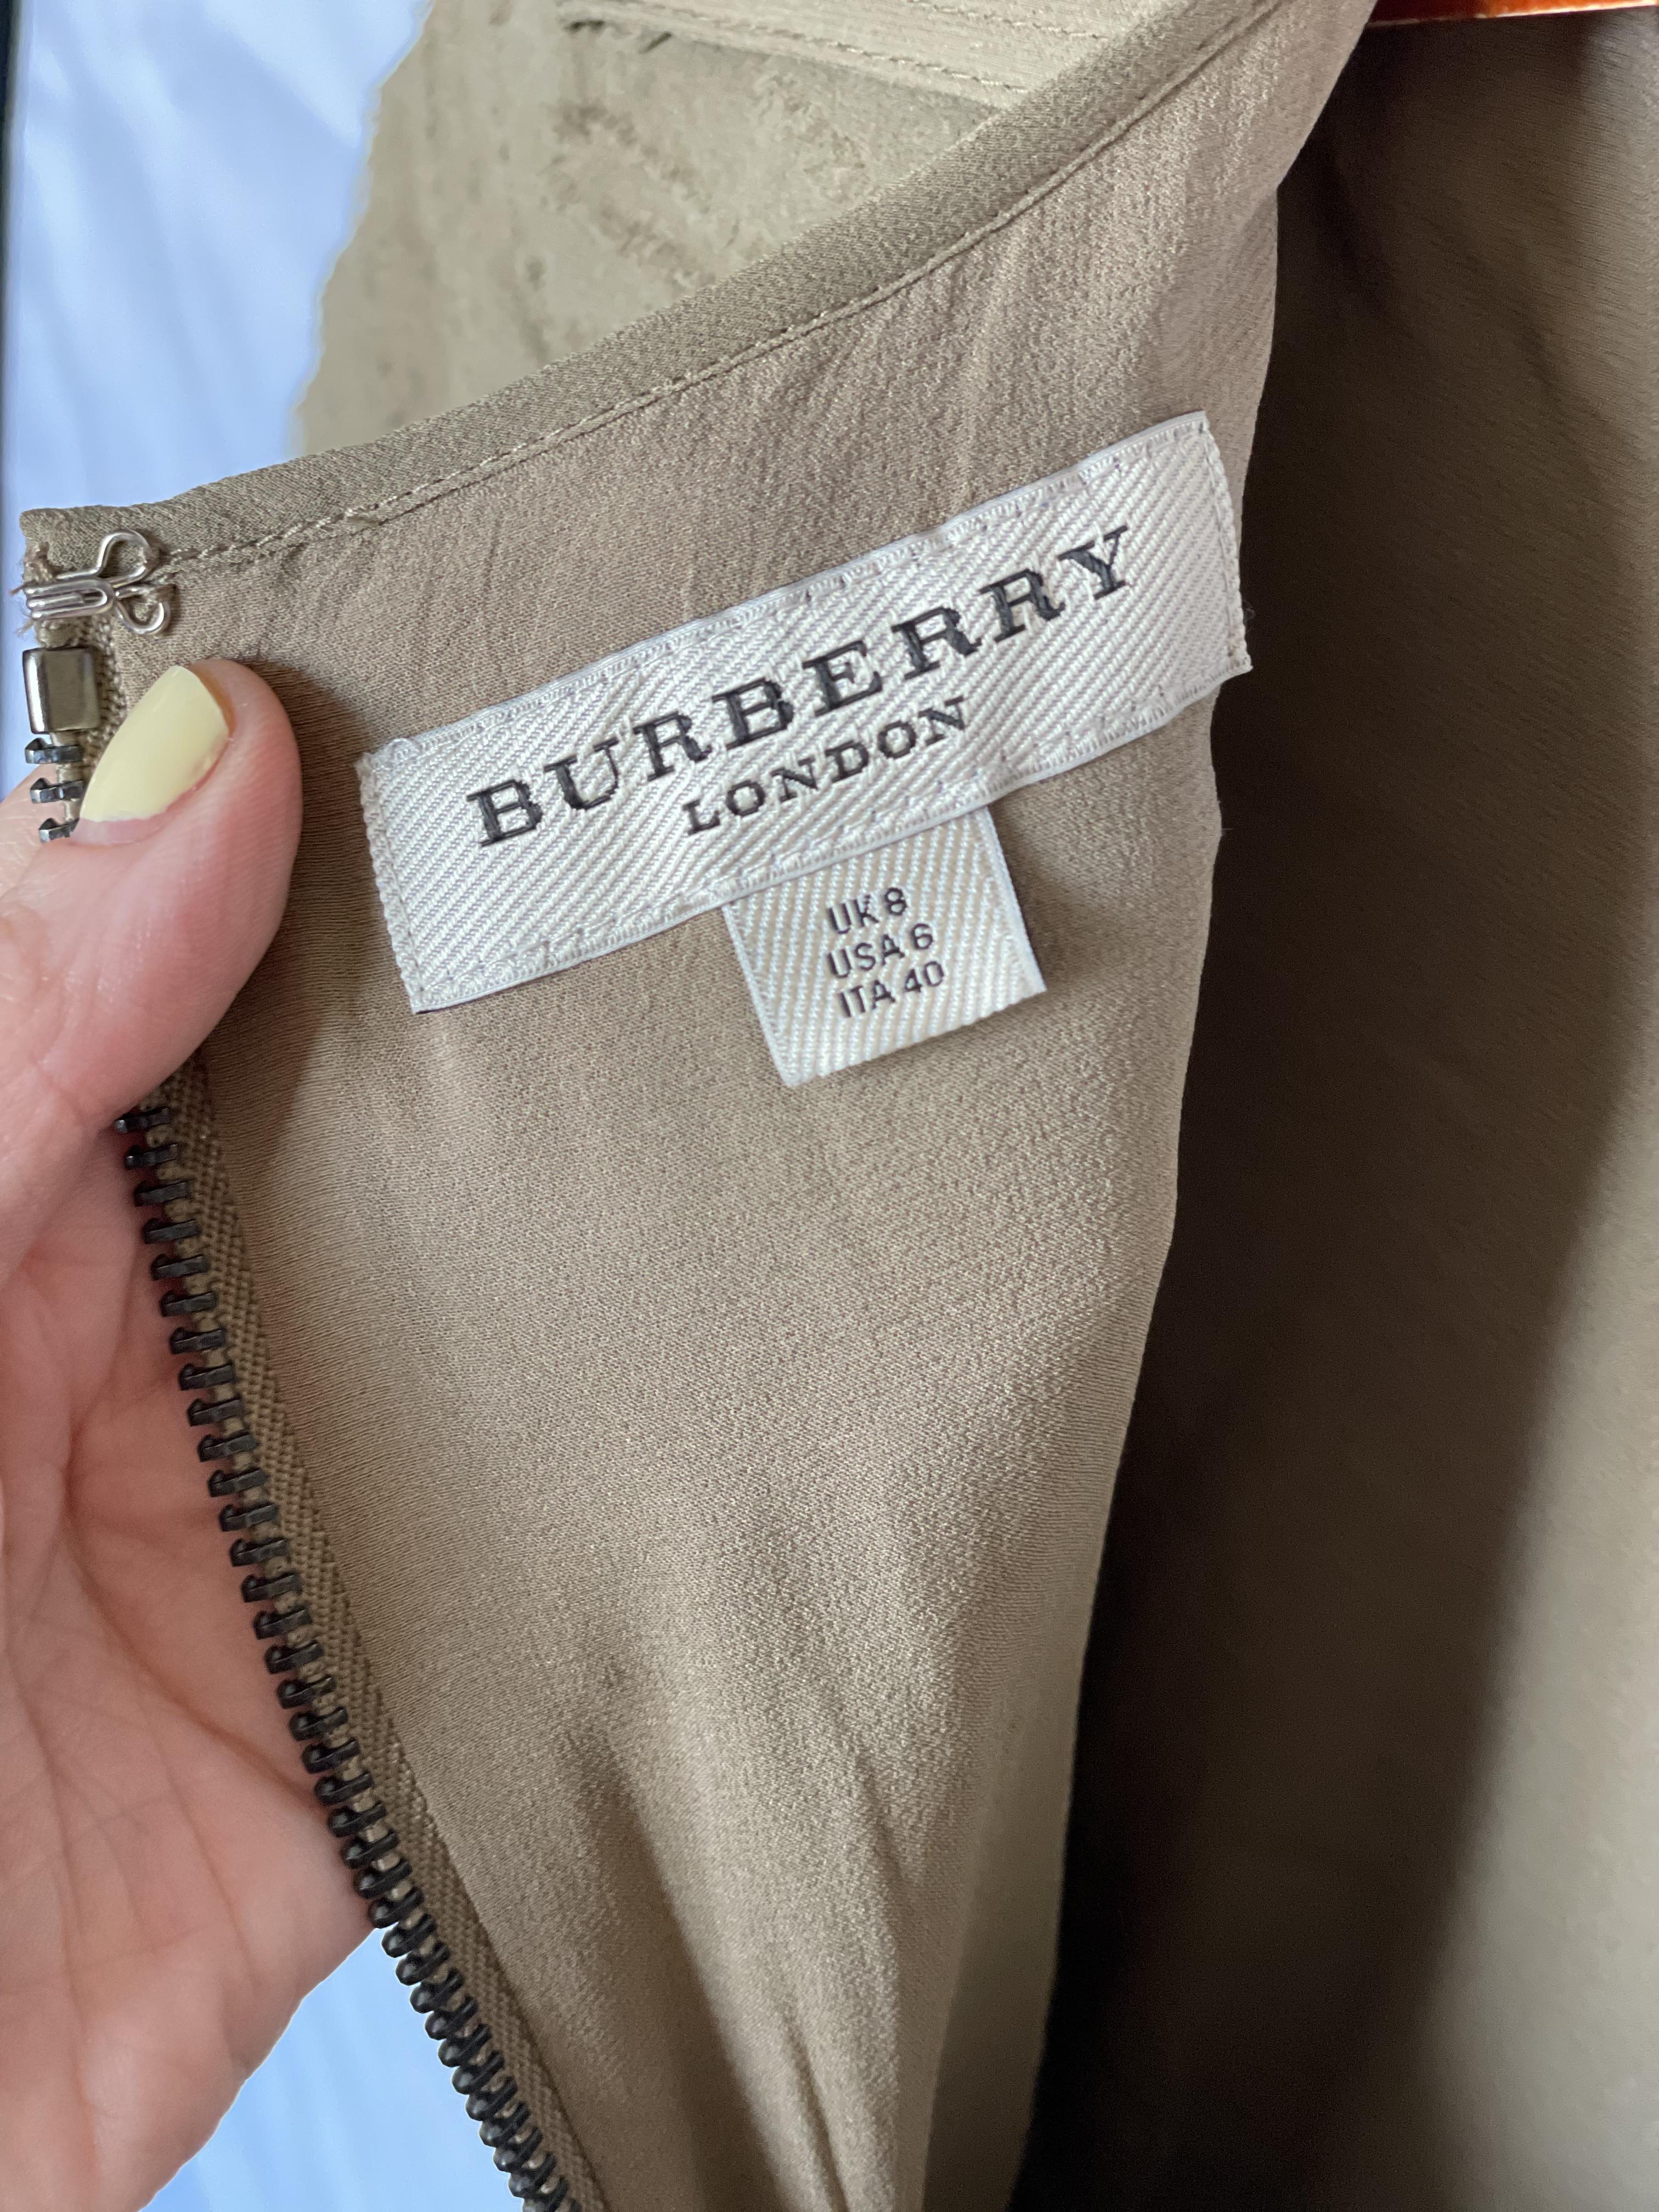 BURBERRY
LONDON
UK 8
USA 6
ITA 40